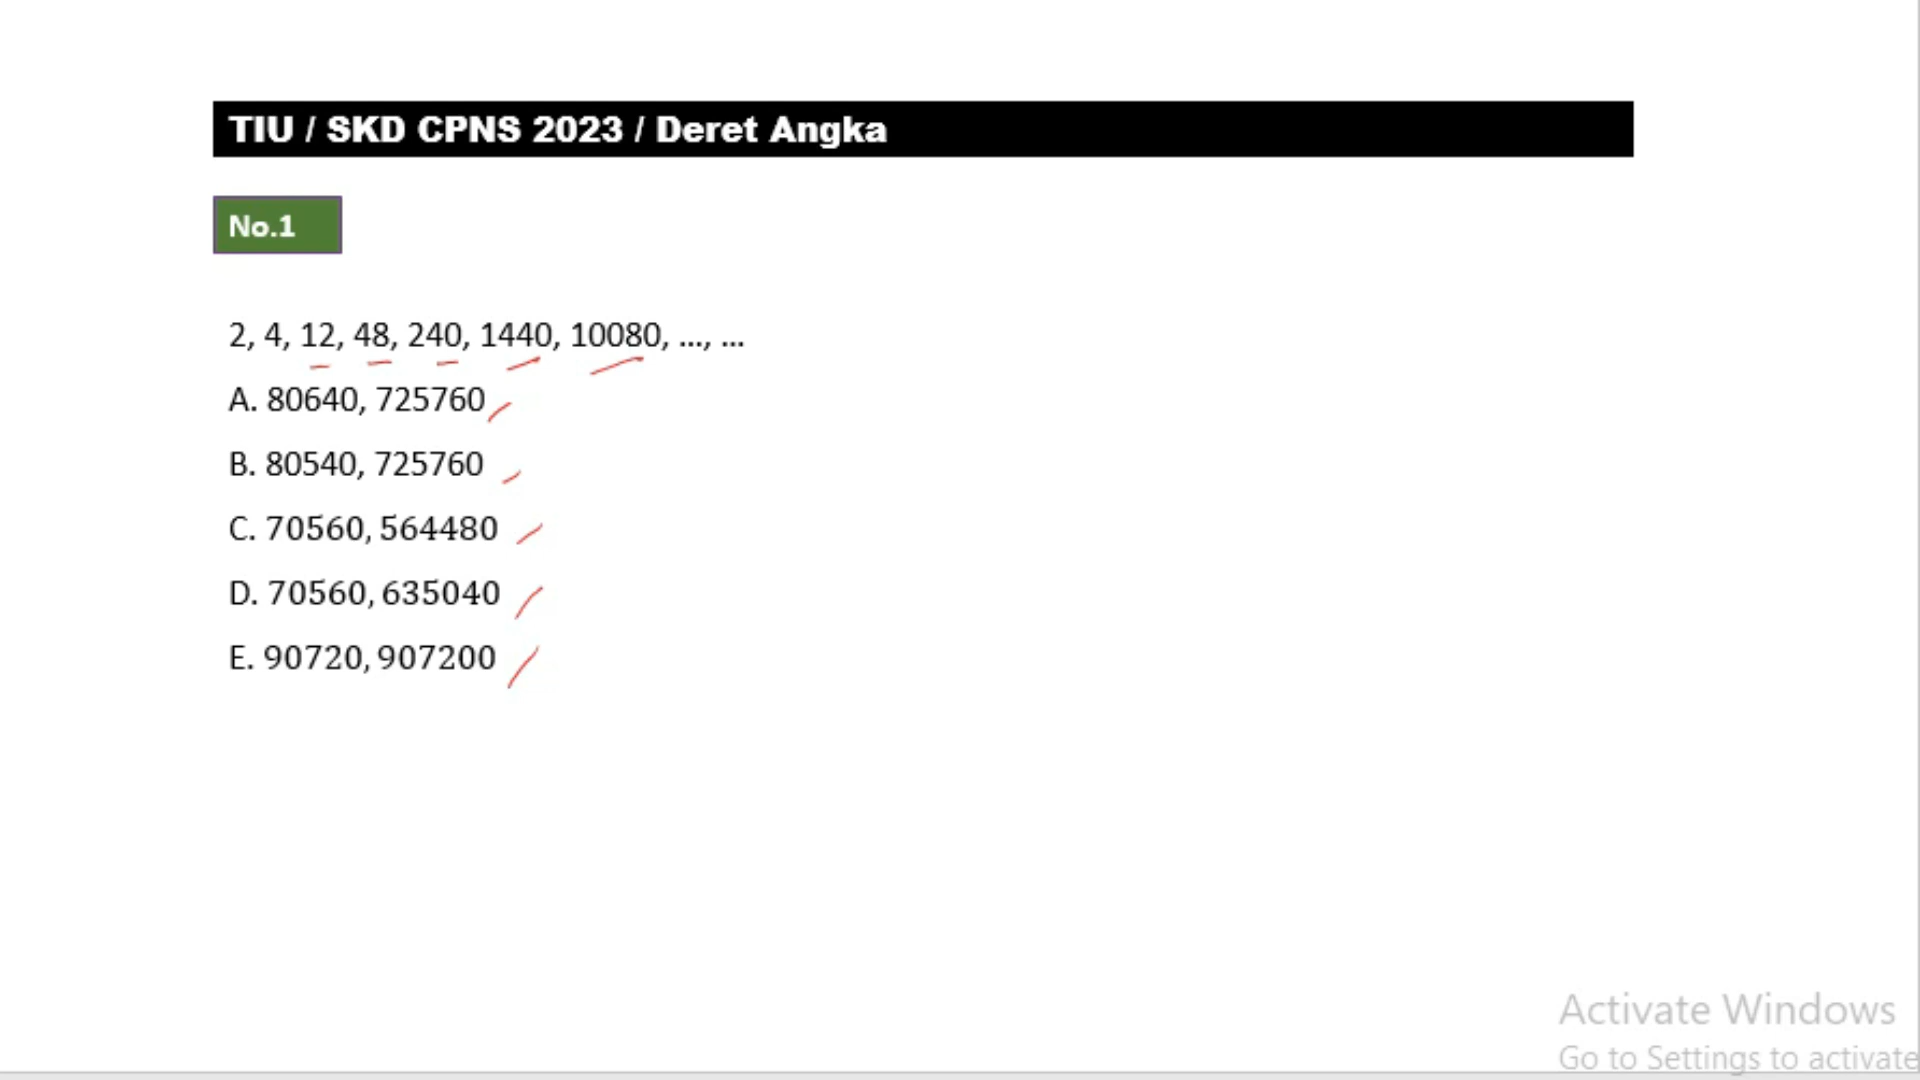 TIU / SKD CPNS 2023 / Deret Angka
No.1
2, 4, 12, 48, 240, 1440, 10080, ..., ...
A. 80640, 725760
B. 80540, 725760
C. 70560, 564480
D. 70560, 635040
E. 90720, 907200
Activate Windows
Go to Settings to activate